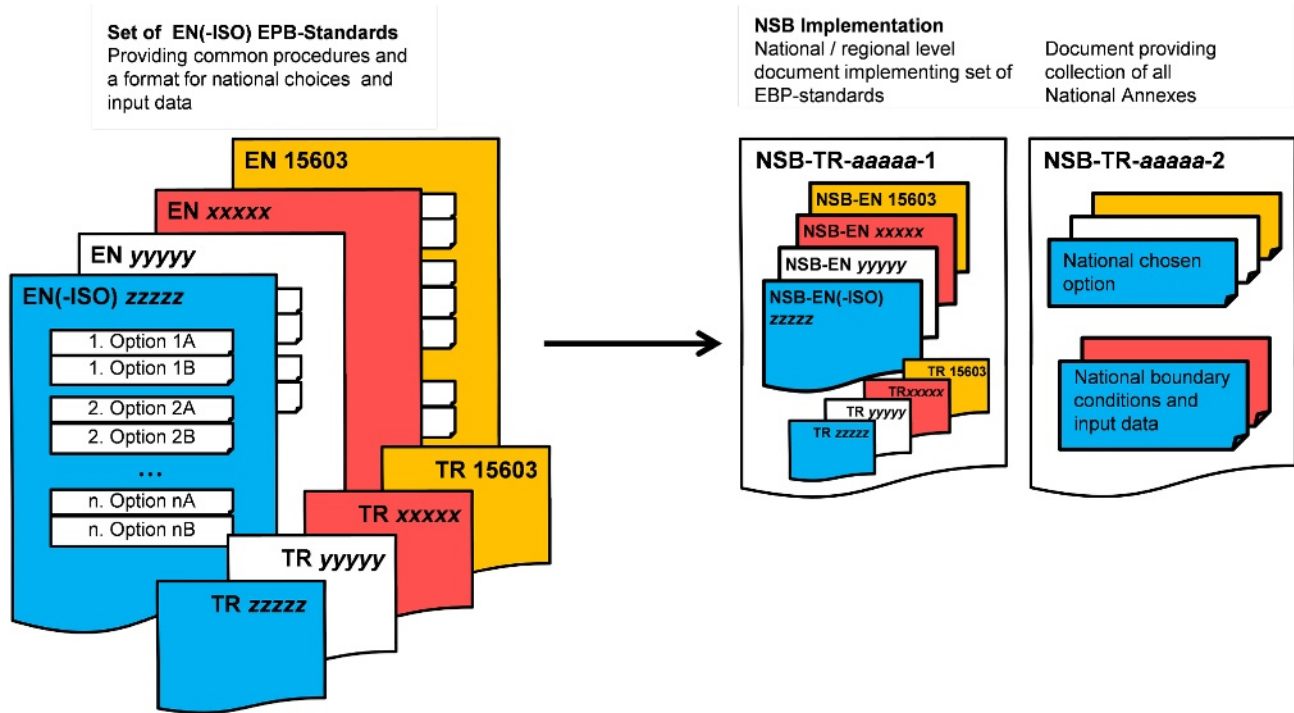 Set of EN(-ISO) EPB-Standards
Providing common procedures and
a format for national choices and
input data
EN 15603
EN xxxxx
EN yyyyy
EN(-ISO) zzzzz
1. Option 1A
1. Option 1B
2. Option 2A
2. Option 2B
...
n. Option nA
n. Option nB
TR 15603
TR xxxxx
TR yyyyy
TR zzzzz
NSB Implementation
National / regional level
document implementing set of
EBP-standards
Document providing
collection of all
National Annexes
NSB-TR-aaaaa-1
NSB-EN 15603
NSB-EN xxxxx
NSB-EN yyyyy
NSB-EN(-ISO)
zzzzz
TR 15603
TRxxxxx
TR yyyyy
TR zzzzz
NSB-TR-aaaaa-2
National chosen
option
National boundary
conditions and
input data